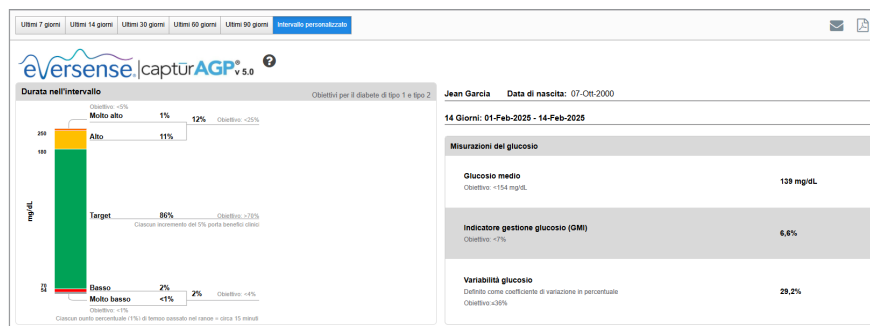 Ultimi 7 giorni Ultimi 14 giorni Ultimi 30 giorni Ultimi 60 giorni Ultimi 90 giorni Intervallo personalizzato
eversense. | captūrAGP® v 5.0 ?
Durata nell'intervallo Obiettivi per il diabete di tipo 1 e tipo 2
Obiettivo: <5%
Molto alto 1%
12% Obiettivo: <25%
250
Alto 11%
180
mg/dL
Target 86% Obiettivo: >70%
Ciascun incremento del 5% porta benefici clinici
70
Basso 2%
54
2% Obiettivo: <4%
Molto basso <1%
Obiettivo: <1%
Ciascun punto percentuale (1%) di tempo passato nel range = circa 15 minuti
Jean Garcia Data di nascita: 07-Ott-2000
14 Giorni: 01-Feb-2025 - 14-Feb-2025
Misurazioni del glucosio
Glucosio medio 139 mg/dL
Obiettivo: <154 mg/dL
Indicatore gestione glucosio (GMI) 6,6%
Obiettivo: <7%
Variabilità glucosio
Definito come coefficiente di variazione in percentuale 29,2%
Obiettivo:≤36%